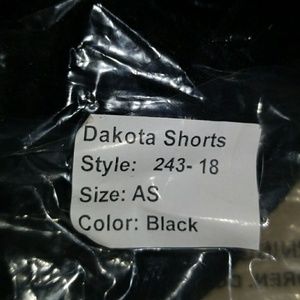 Dakota Shorts
Style: 243- 18
Size: AS
Color: Black